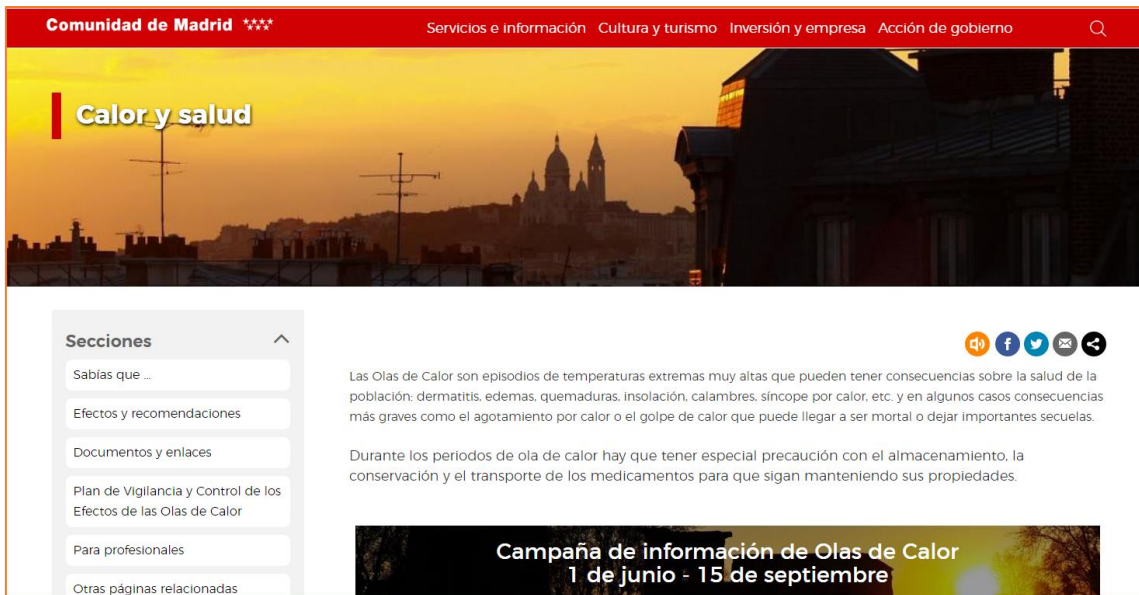 Comunidad de Madrid
Servicios e información Cultura y turismo Inversión y empresa Acción de gobierno
Calor y salud
Secciones
Sabías que ...
Efectos y recomendaciones
Documentos y enlaces
Plan de Vigilancia y Control de los
Efectos de las Olas de Calor
Para profesionales
Otras páginas relacionadas
Las Olas de Calor son episodios de temperaturas extremas muy altas que pueden tener consecuencias sobre la salud de la
población: dermatitis, edemas, quemaduras, insolación, calambres, síncope por calor, etc. y en algunos casos consecuencias
más graves como el agotamiento por calor o el golpe de calor que puede llegar a ser mortal o dejar importantes secuelas.
Durante los periodos de ola de calor hay que tener especial precaución con el almacenamiento, la
conservación y el transporte de los medicamentos para que sigan manteniendo sus propiedades.
Campaña de información de Olas de Calor
1 de junio - 15 de septiembre